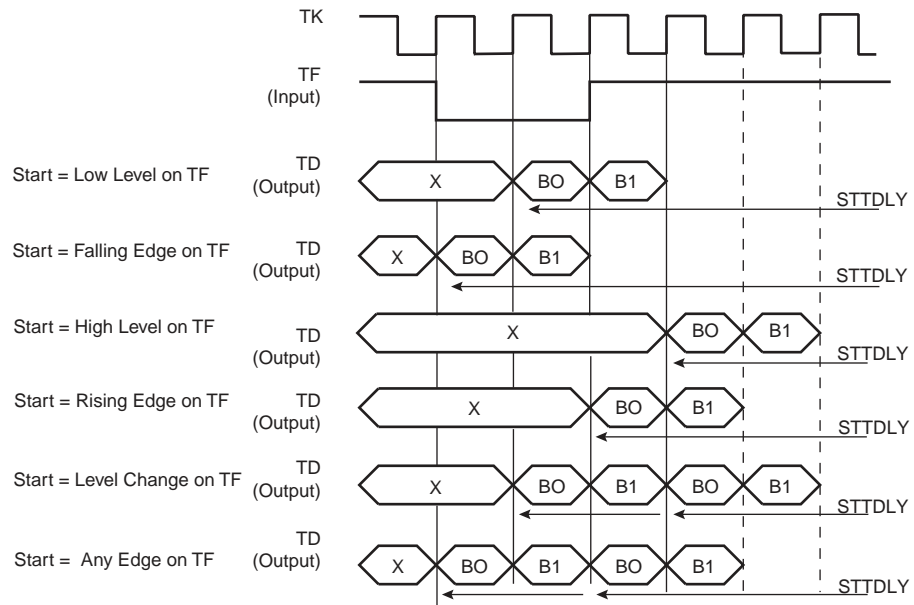 TK
TF
(Input)
Start = Low Level on TF
TD
(Output)
X
BO
B1
STTDLY
Start = Falling Edge on TF
TD
(Output)
X
BO
B1
STTDLY
Start = High Level on TF
TD
(Output)
X
BO
B1
STTDLY
Start = Rising Edge on TF
TD
(Output)
X
BO
B1
STTDLY
Start = Level Change on TF
TD
(Output)
X
BO
B1
BO
B1
STTDLY
Start = Any Edge on TF
TD
(Output)
X
BO
B1
BO
B1
STTDLY